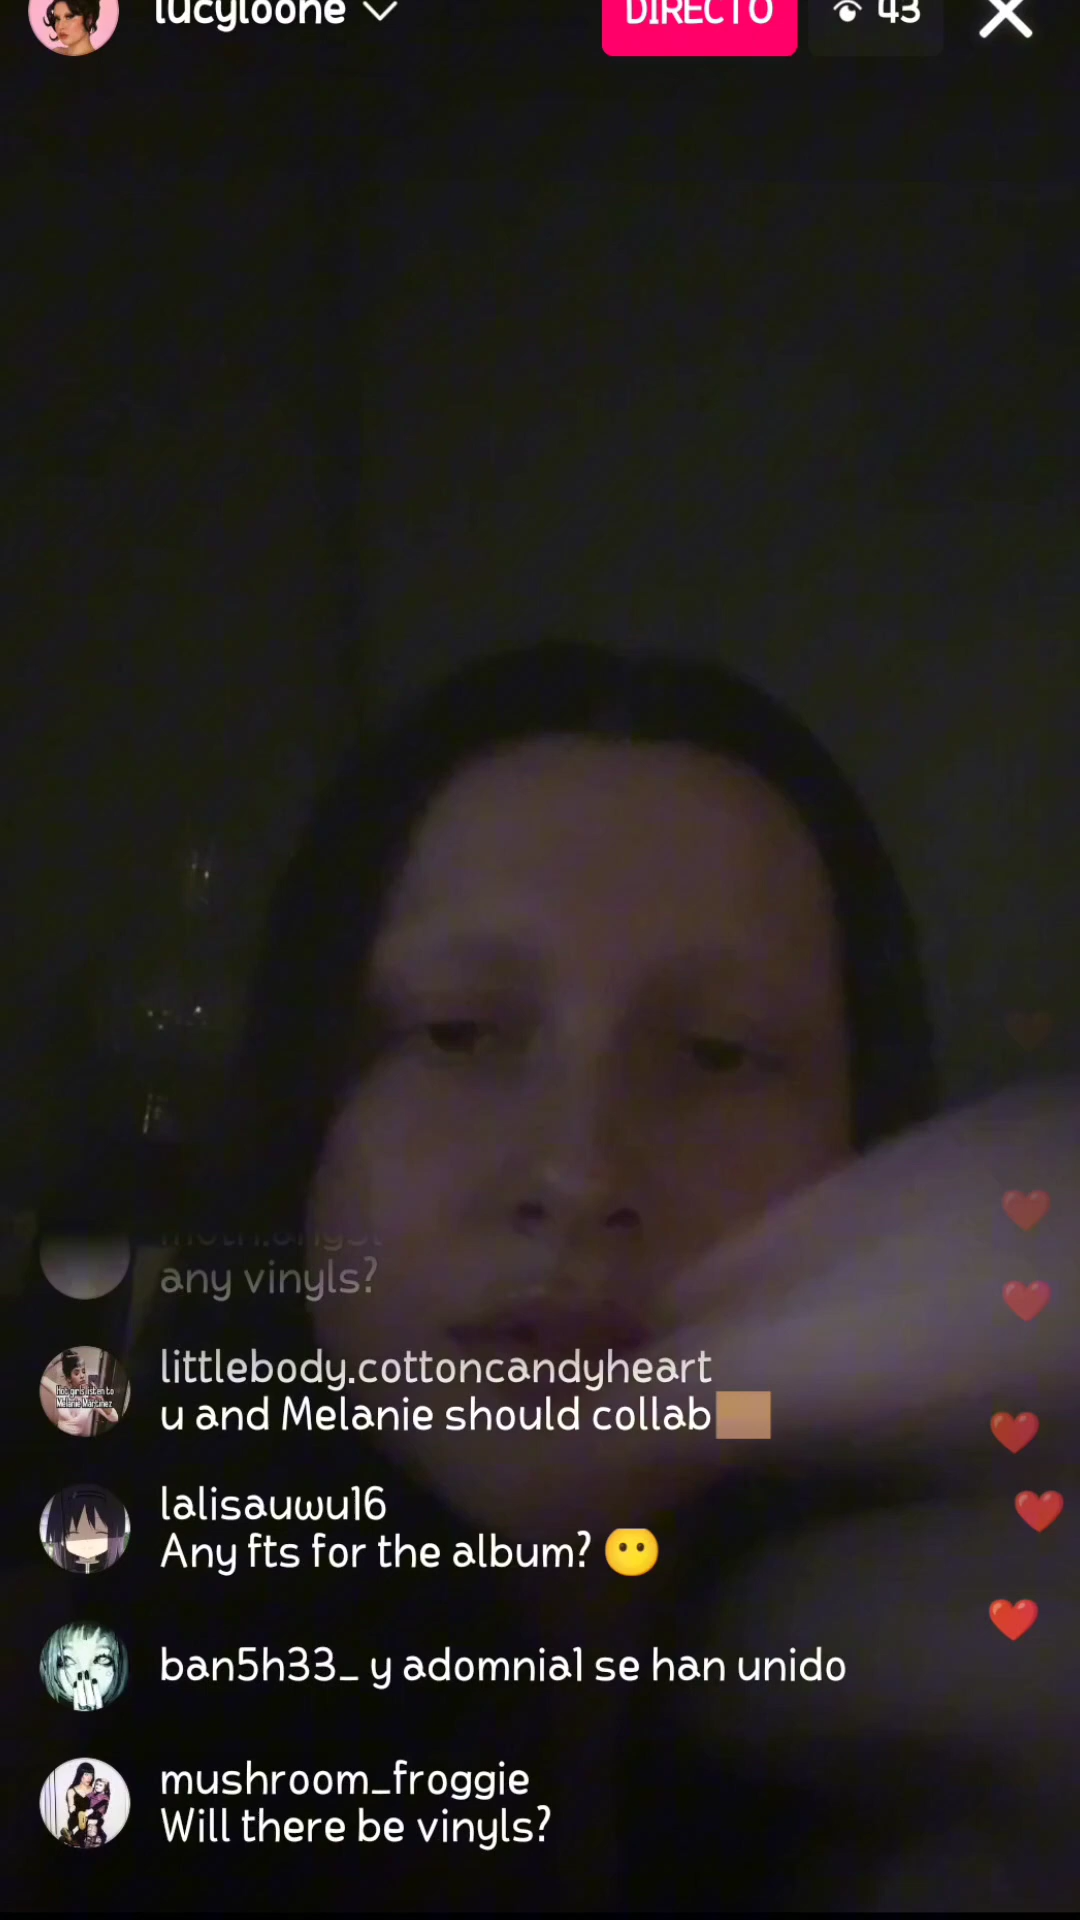 lucyloone
DIRECTO
43
any vinyls?
littlebody.cottoncandyheart
u and Melanie should collab
lalisauwu16
Any fts for the album? 😶
ban5h33_ y adomnia1 se han unido
mushroom_froggie
Will there be vinyls?